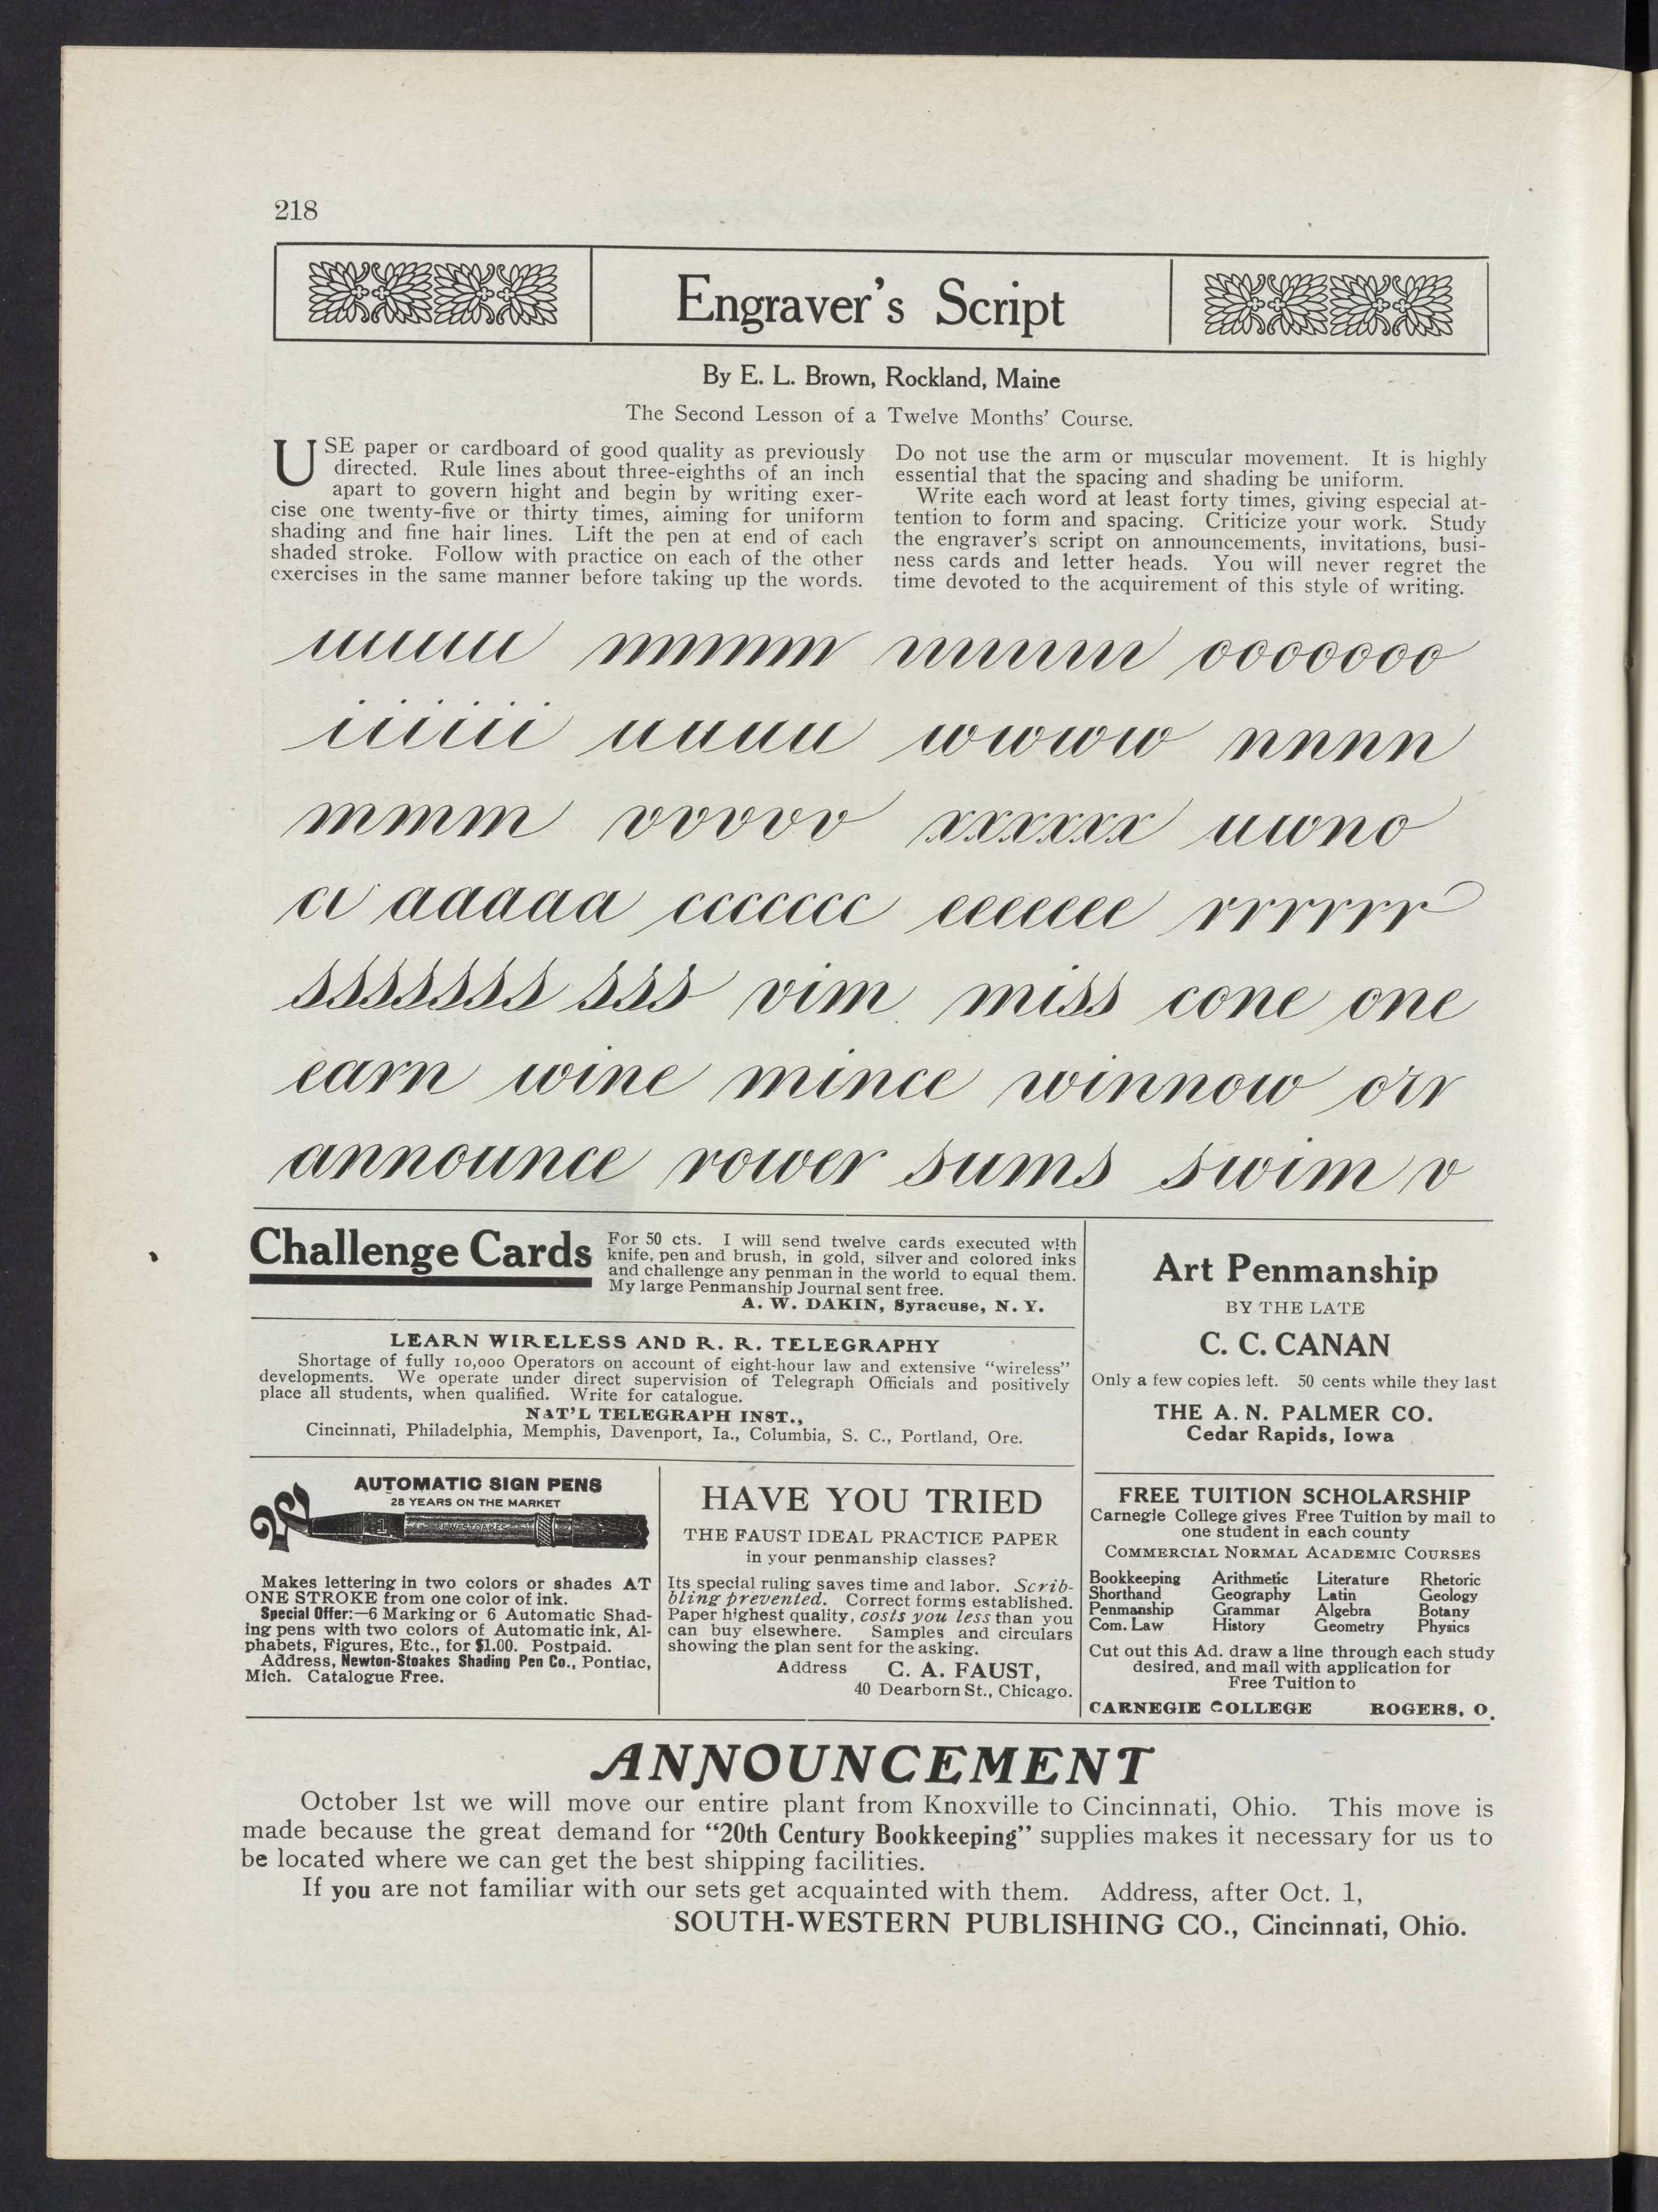 218
Engraver's Script
By E. L. Brown, Rockland, Maine
The Second Lesson of a Twelve Months' Course.
USE paper or cardboard of good quality as previously
directed. Rule lines about three-eighths of an inch
apart to govern hight and begin by writing exer-
cise one twenty-five or thirty times, aiming for uniform
shading and fine hair lines. Lift the pen at end of each
shaded stroke. Follow with practice on each of the other
exercises in the same manner before taking up the words.
Do not use the arm or muscular movement. It is highly
essential that the spacing and shading be uniform.
Write each word at least forty times, giving especial at-
tention to form and spacing. Criticize your work. Study
the engraver's script on announcements, invitations, busi-
ness cards and letter heads. You will never regret the
time devoted to the acquirement of this style of writing.
ooooooo
iiiiii uuuu wwww nnnn
mmm vvvvv xxxxxx uwno
a aaaaa ccccccc eeeeeee rrrrrr
ssssssss sss vim miss cone one
earn wine mince winnow orr
announce rower sums swim v
Challenge Cards
For 50 cts. I will send twelve cards executed with
knife, pen and brush, in gold, silver and colored inks
and challenge any penman in the world to equal them.
My large Penmanship Journal sent free.
A. W. DAKIN, Syracuse, N. Y.
LEARN WIRELESS AND R. R. TELEGRAPHY
Shortage of fully 10,000 Operators on account of eight-hour law and extensive "wireless"
developments. We operate under direct supervision of Telegraph Officials and positively
place all students, when qualified. Write for catalogue.
NAT'L TELEGRAPH INST.,
Cincinnati, Philadelphia, Memphis, Davenport, Ia., Columbia, S. C., Portland, Ore.
Art Penmanship
BY THE LATE
C. C. CANAN
Only a few copies left. 50 cents while they last
THE A. N. PALMER CO.
Cedar Rapids, Iowa
AUTOMATIC SIGN PENS
28 YEARS ON THE MARKET
1
Makes lettering in two colors or shades AT
ONE STROKE from one color of ink.
Special Offer:—6 Marking or 6 Automatic Shad-
ing pens with two colors of Automatic ink, Al-
phabets, Figures, Etc., for $1.00. Postpaid.
Address, Newton-Stoakes Shading Pen Co., Pontiac,
Mich. Catalogue Free.
HAVE YOU TRIED
THE FAUST IDEAL PRACTICE PAPER
in your penmanship classes?
Its special ruling saves time and labor. Scrib-
bling prevented. Correct forms established.
Paper highest quality, costs you less than you
can buy elsewhere. Samples and circulars
showing the plan sent for the asking.
Address C. A. FAUST,
40 Dearborn St., Chicago.
FREE TUITION SCHOLARSHIP
Carnegie College gives Free Tuition by mail to
one student in each county
COMMERCIAL NORMAL ACADEMIC COURSES
Bookkeeping Arithmetic Literature Rhetoric
Shorthand Geography Latin Geology
Penmanship Grammar Algebra Botany
Com. Law History Geometry Physics
Cut out this Ad. draw a line through each study
desired, and mail with application for
Free Tuition to
CARNEGIE COLLEGE ROGERS, O.
ANNOUNCEMENT
October 1st we will move our entire plant from Knoxville to Cincinnati, Ohio. This move is
made because the great demand for "20th Century Bookkeeping" supplies makes it necessary for us to
be located where we can get the best shipping facilities.
If you are not familiar with our sets get acquainted with them. Address, after Oct. 1,
SOUTH-WESTERN PUBLISHING CO., Cincinnati, Ohio.